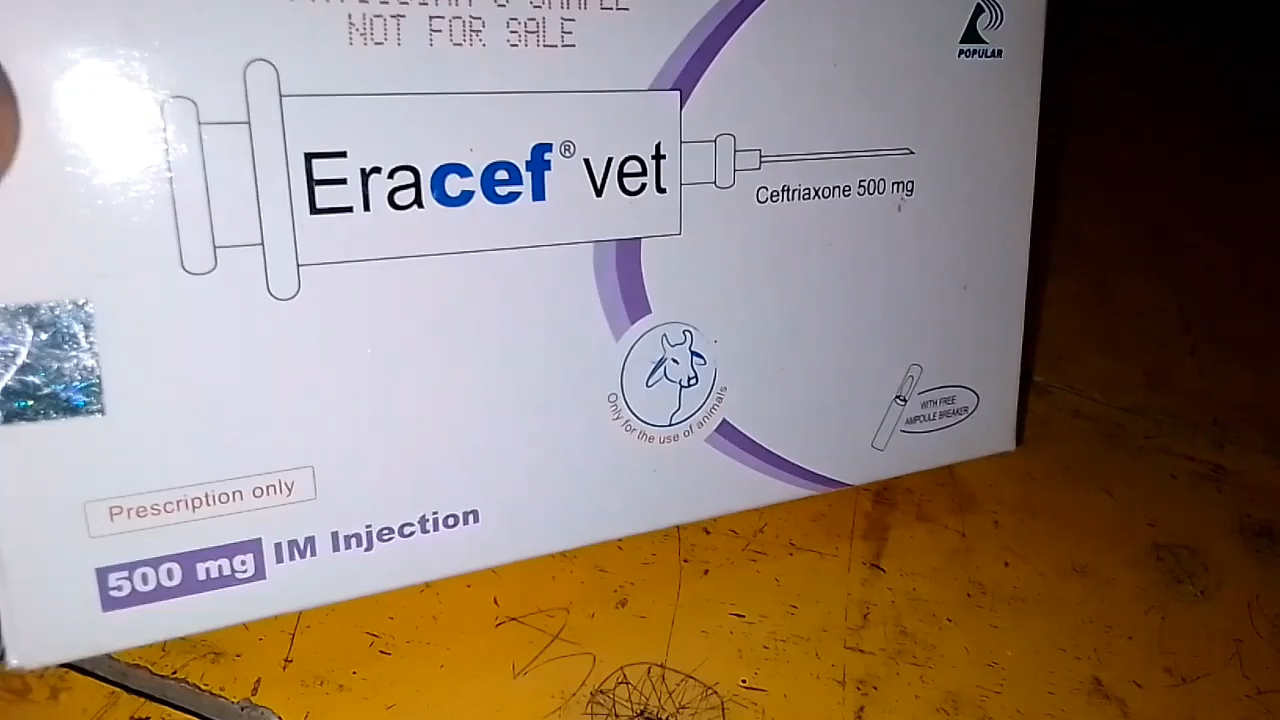 NOT FOR SALE
POPULAR
Eracef® vet
Ceftriaxone 500 mg
Only for the use of animals
WITH FREE
AMPOULE BREAKER
Prescription only
500 mg IM Injection